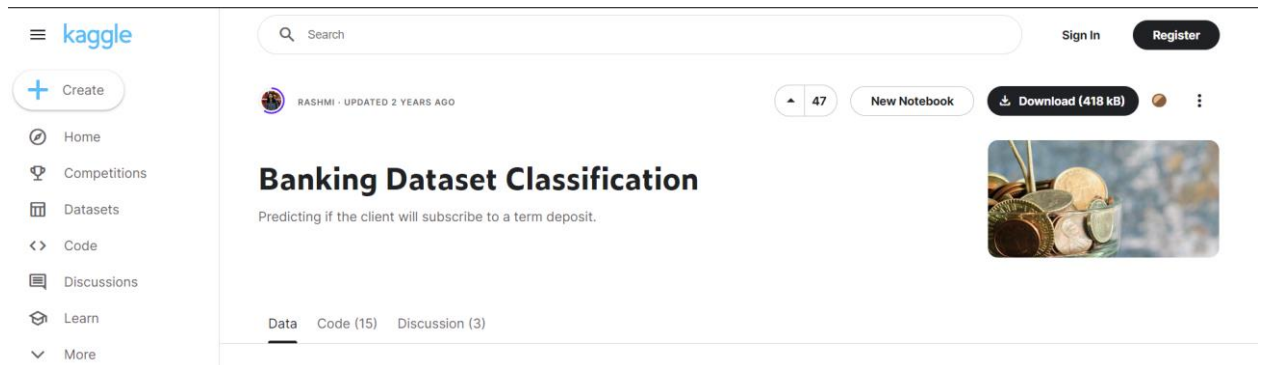 kaggle
Search
Sign In
Register
Create
RASHMI · UPDATED 2 YEARS AGO
47
New Notebook
Download (418 kB)
Home
Competitions
Datasets
Code
Discussions
Learn
More
Banking Dataset Classification
Predicting if the client will subscribe to a term deposit.
Data Code (15) Discussion (3)